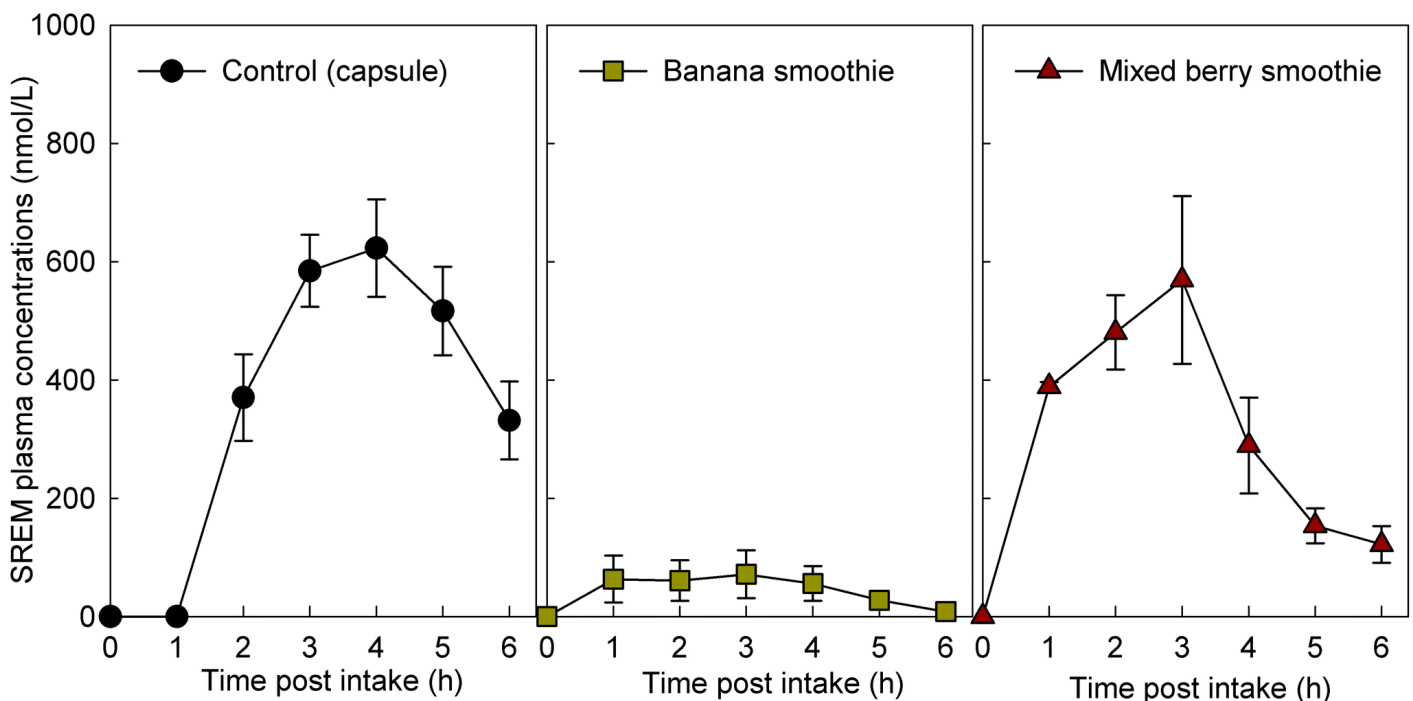 SREM plasma concentrations (nmol/L)
1000
800
600
400
200
0
Control (capsule)
0 1 2 3 4 5 6
Time post intake (h)
Banana smoothie
0 1 2 3 4 5 6
Time post intake (h)
Mixed berry smoothie
0 1 2 3 4 5 6
Time post intake (h)